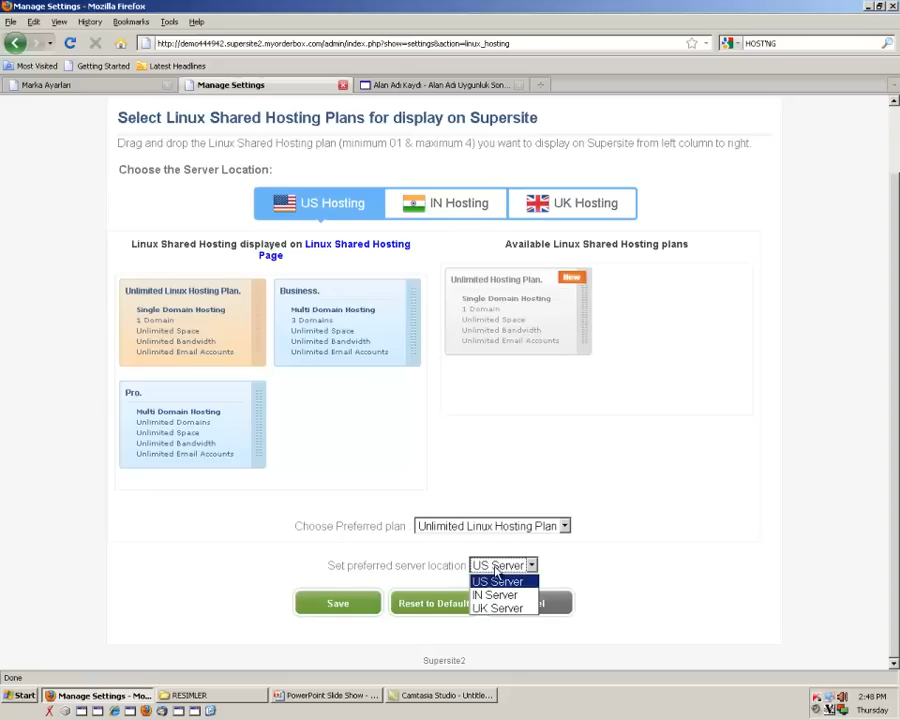 Manage Settings - Mozilla Firefox
File Edit View History Bookmarks Tools Help
http://demo444942.supersite2.myorderbox.com/admin/index.php?show=settings&action=linux_hosting
HOSTİNG
Most Visited Getting Started Latest Headlines
Marka Ayarları
Manage Settings
Alan Adı Kaydı - Alan Adı Uygunluk Son...
Select Linux Shared Hosting Plans for display on Supersite
Drag and drop the Linux Shared Hosting plan (minimum 01 & maximum 4) you want to display on Supersite from left column to right.
Choose the Server Location:
US Hosting IN Hosting UK Hosting
Linux Shared Hosting displayed on Linux Shared Hosting
Page
Available Linux Shared Hosting plans
Unlimited Linux Hosting Plan.
Single Domain Hosting
1 Domain
Unlimited Space
Unlimited Bandwidth
Unlimited Email Accounts
Business.
Multi Domain Hosting
3 Domains
Unlimited Space
Unlimited Bandwidth
Unlimited Email Accounts
Unlimited Hosting Plan.
New
Single Domain Hosting
1 Domain
Unlimited Space
Unlimited Bandwidth
Unlimited Email Accounts
Pro.
Multi Domain Hosting
Unlimited Domains
Unlimited Space
Unlimited Bandwidth
Unlimited Email Accounts
Choose Preferred plan Unlimited Linux Hosting Plan
Set preferred server location US Server
US Server
IN Server
UK Server
Save Reset to Default el
Supersite2
Done
Start
Manage Settings - Mo...
RESIMLER
PowerPoint Slide Show - ...
Camtasia Studio - Untitle...
2:48 PM
Thursday